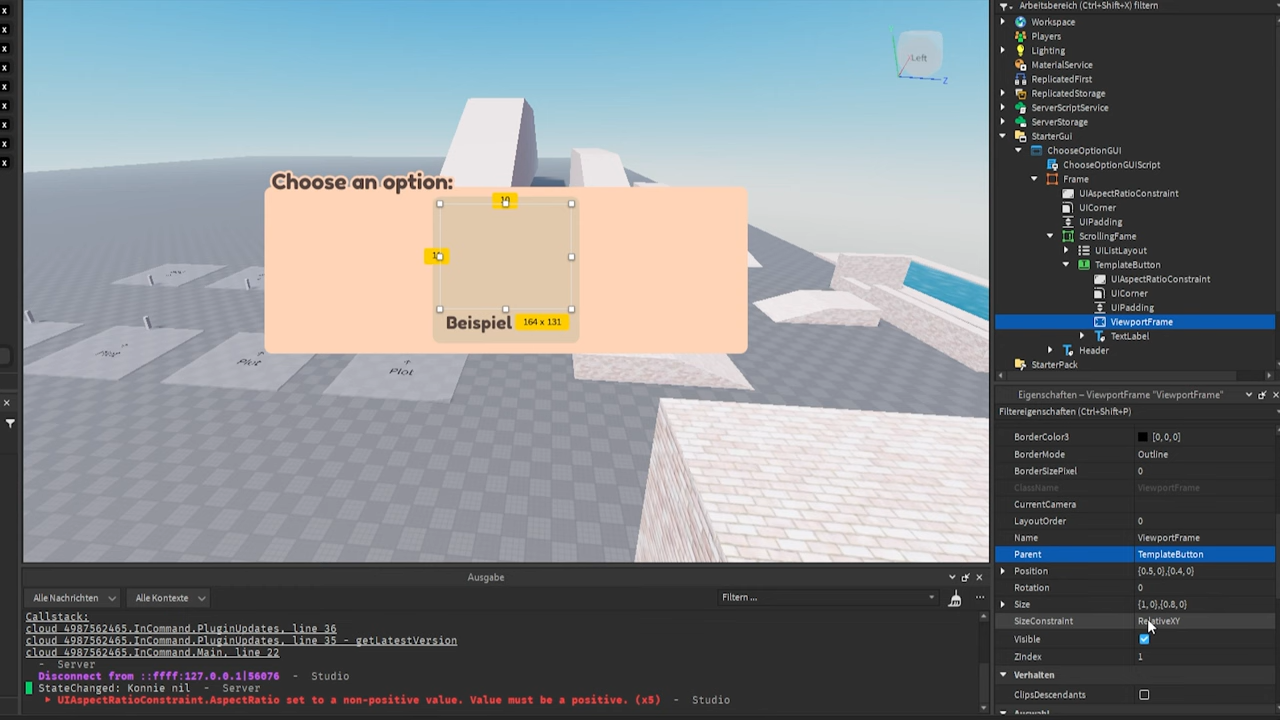 Arbeitsbereich (Ctrl+Shift+X) filtern
Workspace
Players
Lighting
MaterialService
ReplicatedFirst
ReplicatedStorage
ServerScriptService
ServerStorage
StarterGui
ChooseOptionGUI
ChooseOptionGUIScript
Frame
UIAspectRatioConstraint
UICorner
UIPadding
ScrollingFame
UIListLayout
TemplateButton
UIAspectRatioConstraint
UICorner
UIPadding
ViewportFrame
TextLabel
Header
StarterPack
Left
Z
Choose an option:
10
Beispiel
164 x 131
Plot
Plot
Plot
Eigenschaften – ViewportFrame "ViewportFrame"
Filtereigenschaften (Ctrl+Shift+P)
BorderColor3 [0,0,0]
BorderMode Outline
BorderSizePixel 0
ClassName ViewportFrame
CurrentCamera
LayoutOrder 0
Name ViewportFrame
Parent TemplateButton
Position {0.5, 0},{0.4, 0}
Rotation 0
Size {1, 0},{0.8, 0}
SizeConstraint RelativeXY
Visible
ZIndex 1
Verhalten
ClipsDescendants
Ausgabe
Alle Nachrichten
Alle Kontexte
Filtern ...
Callstack:
cloud_4987562465.InCommand.PluginUpdates, line 36
cloud_4987562465.InCommand.PluginUpdates, line 35 - getLatestVersion
cloud_4987562465.InCommand.Main, line 22
- Server
Disconnect from ::ffff:127.0.0.1|56076 - Studio
StateChanged: Konnie nil - Server
UIAspectRatioConstraint.AspectRatio set to a non-positive value. Value must be a positive. (x5) - Studio